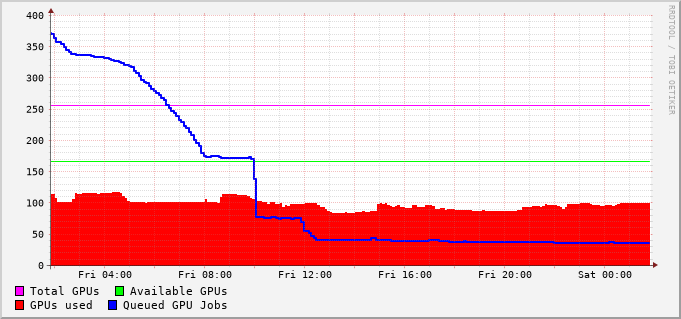 400
350
300
250
200
150
100
50
0
Fri 04:00 Fri 08:00 Fri 12:00 Fri 16:00 Fri 20:00 Sat 00:00
Total GPUs Available GPUs
GPUs used Queued GPU Jobs
RRDTOOL / TOBI OETIKER